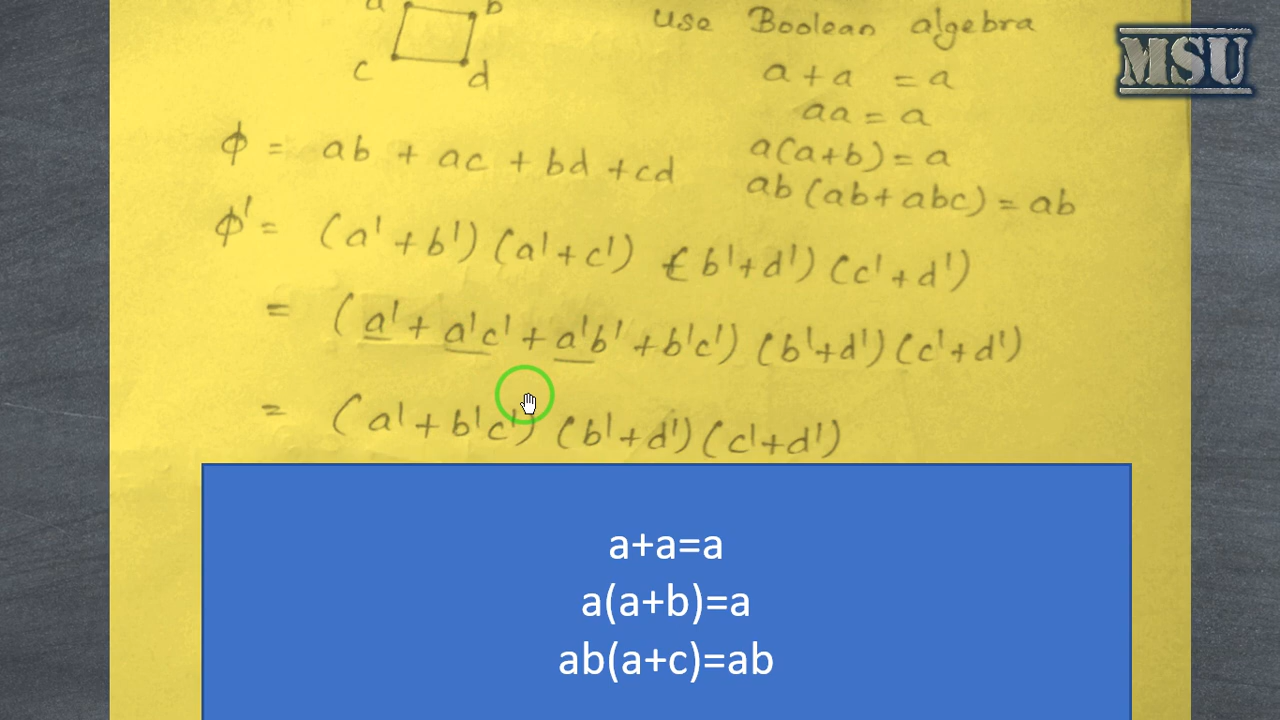 a b
c d
use Boolean algebra
a + a = a
aa = a
a(a+b) = a
ab (ab + abc) = ab
ϕ = ab + ac + bd + cd
ϕ' = (a' + b') (a' + c') (b' + d') (c' + d')
= (a' + a'c' + a'b' + b'c') (b' + d') (c' + d')
= (a' + b'c') (b' + d') (c' + d')
MSU
a+a=a
a(a+b)=a
ab(a+c)=ab